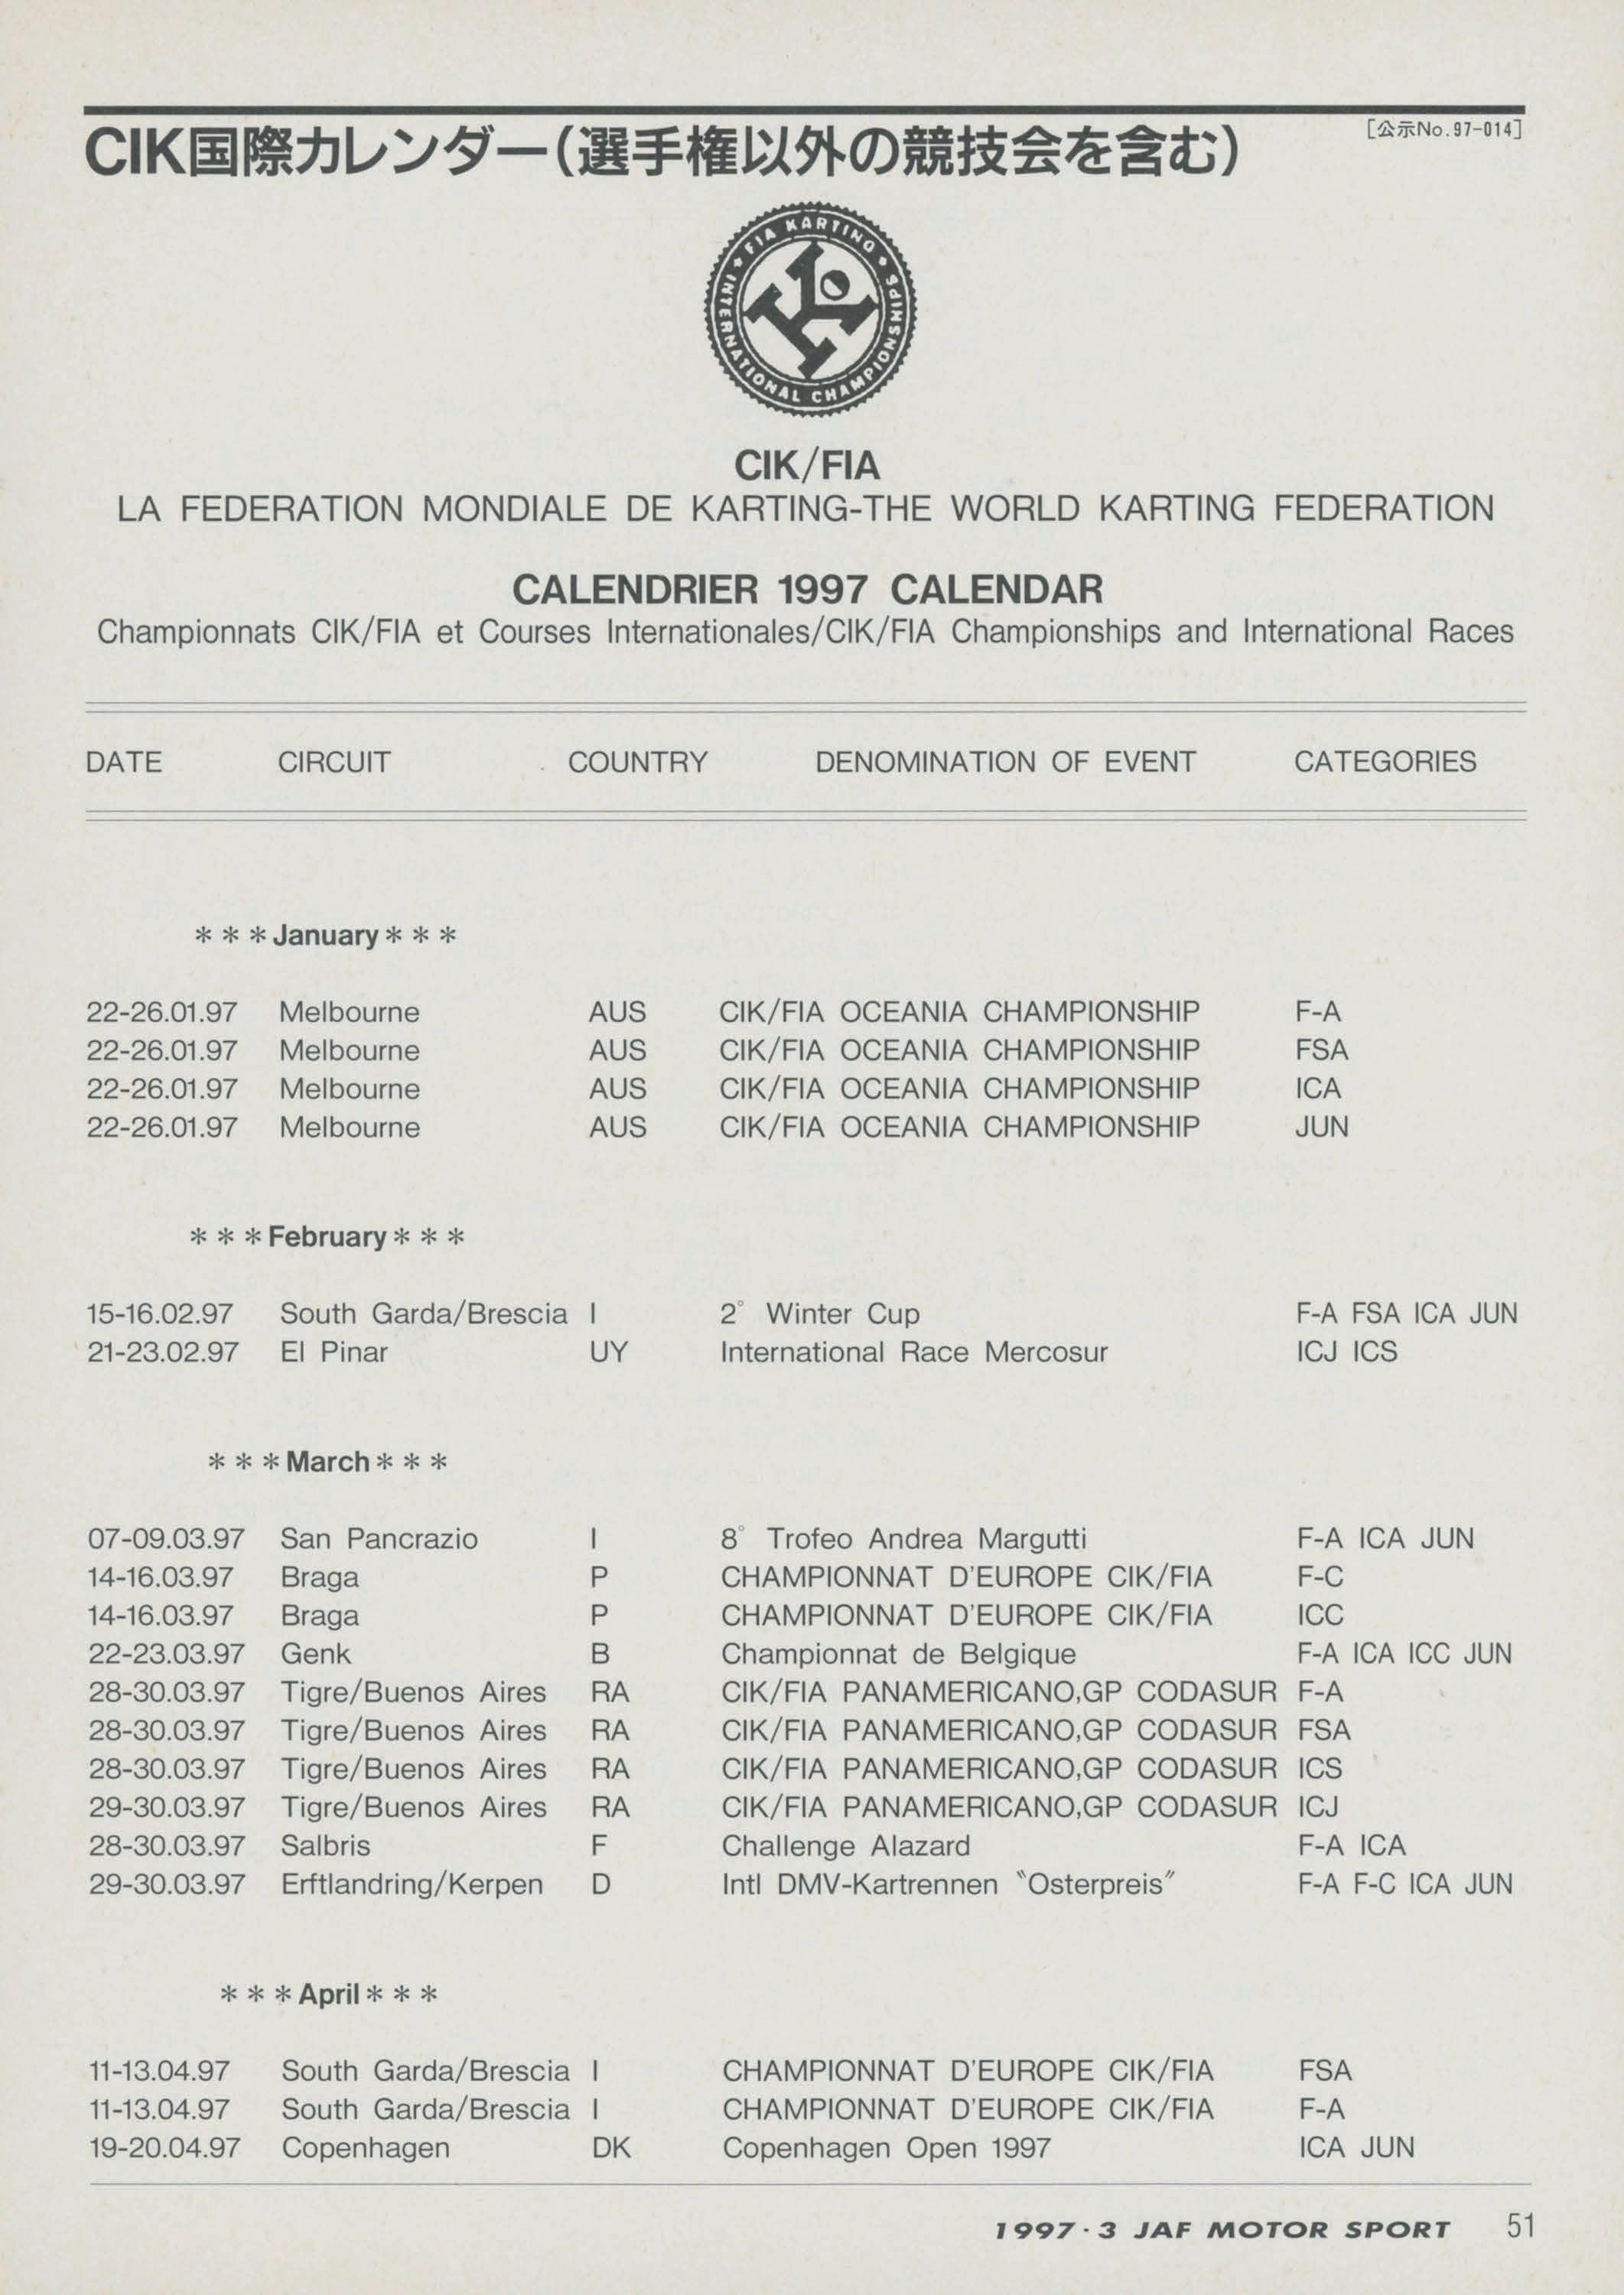 CIK国際カレンダー(選手権以外の競技会を含む)
[公示No.97-014]
FIA KARTING
INTERNATIONAL CHAMPIONSHIPS
CIK/FIA
LA FEDERATION MONDIALE DE KARTING-THE WORLD KARTING FEDERATION
CALENDRIER 1997 CALENDAR
Championnats CIK/FIA et Courses Internationales/CIK/FIA Championships and International Races
DATE CIRCUIT COUNTRY DENOMINATION OF EVENT CATEGORIES
***January***
22-26.01.97 Melbourne AUS CIK/FIA OCEANIA CHAMPIONSHIP F-A
22-26.01.97 Melbourne AUS CIK/FIA OCEANIA CHAMPIONSHIP FSA
22-26.01.97 Melbourne AUS CIK/FIA OCEANIA CHAMPIONSHIP ICA
22-26.01.97 Melbourne AUS CIK/FIA OCEANIA CHAMPIONSHIP JUN
***February***
15-16.02.97 South Garda/Brescia I 2° Winter Cup F-A FSA ICA JUN
21-23.02.97 El Pinar UY International Race Mercosur ICJ ICS
***March***
07-09.03.97 San Pancrazio I 8° Trofeo Andrea Margutti F-A ICA JUN
14-16.03.97 Braga P CHAMPIONNAT D'EUROPE CIK/FIA F-C
14-16.03.97 Braga P CHAMPIONNAT D'EUROPE CIK/FIA ICC
22-23.03.97 Genk B Championnat de Belgique F-A ICA ICC JUN
28-30.03.97 Tigre/Buenos Aires RA CIK/FIA PANAMERICANO,GP CODASUR F-A
28-30.03.97 Tigre/Buenos Aires RA CIK/FIA PANAMERICANO,GP CODASUR FSA
28-30.03.97 Tigre/Buenos Aires RA CIK/FIA PANAMERICANO,GP CODASUR ICS
29-30.03.97 Tigre/Buenos Aires RA CIK/FIA PANAMERICANO,GP CODASUR ICJ
28-30.03.97 Salbris F Challenge Alazard F-A ICA
29-30.03.97 Erftlandring/Kerpen D Intl DMV-Kartrennen 〝Osterpreis〞 F-A F-C ICA JUN
***April***
11-13.04.97 South Garda/Brescia I CHAMPIONNAT D'EUROPE CIK/FIA FSA
11-13.04.97 South Garda/Brescia I CHAMPIONNAT D'EUROPE CIK/FIA F-A
19-20.04.97 Copenhagen DK Copenhagen Open 1997 ICA JUN
1997・3 JAF MOTOR SPORT 51